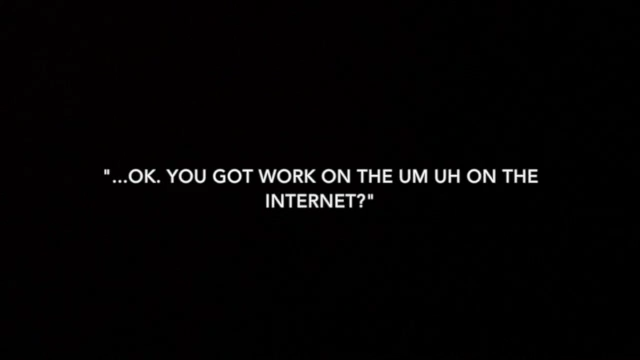 "...OK. YOU GOT WORK ON THE UM UH ON THE
INTERNET?"